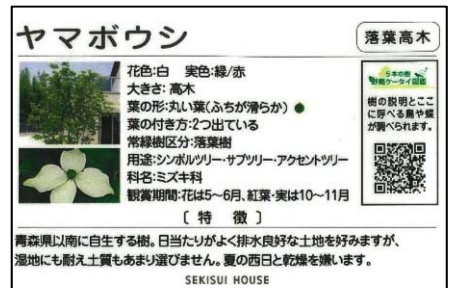 ヤマボウシ
落葉高木
花色:白　実色:緑/赤
大きさ:高木
葉の形:丸い葉(ふちが滑らか) ●
葉の付き方:2つ出ている
常緑樹区分:落葉樹
用途:シンボルツリー・サブツリー・アクセントツリー
科名:ミズキ科
観賞期間:花は5〜6月、紅葉・実は10〜11月
5本の樹
野鳥ケータイ図鑑
樹の説明とここ
に呼べる鳥や蝶
が調べられます。
〔 特　徴 〕
青森県以南に自生する樹。日当たりがよく排水良好な土地を好みますが、
湿地にも耐え土質もあまり選びません。夏の西日と乾燥を嫌います。
SEKISUI HOUSE